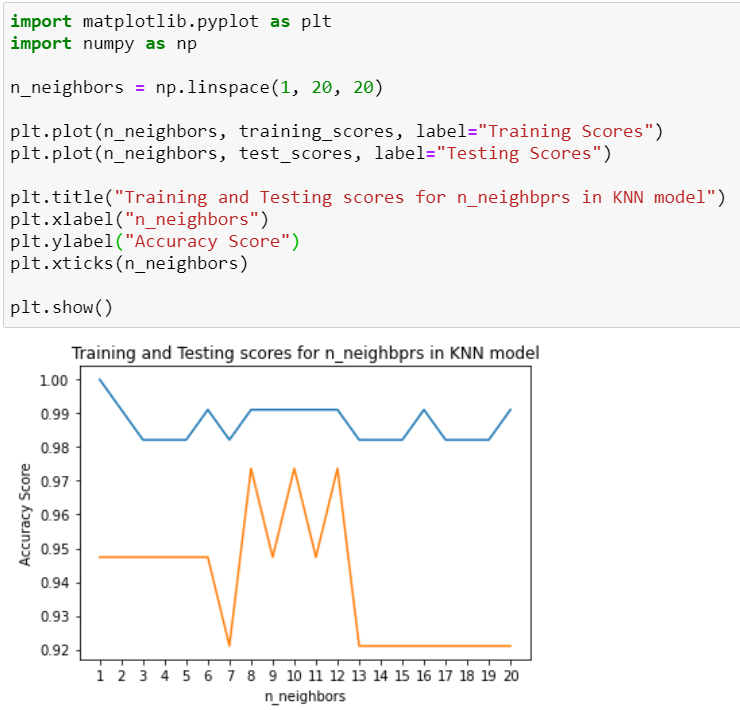 import matplotlib.pyplot as plt
import numpy as np
n_neighbors = np.linspace(1, 20, 20)
plt.plot(n_neighbors, training_scores, label="Training Scores")
plt.plot(n_neighbors, test_scores, label="Testing Scores")
plt.title("Training and Testing scores for n_neighbprs in KNN model")
plt.xlabel("n_neighbors")
plt.ylabel("Accuracy Score")
plt.xticks(n_neighbors)
plt.show()
Training and Testing scores for n_neighbprs in KNN model
1.00
0.99
0.98
0.97
0.96
0.95
0.94
0.93
0.92
Accuracy Score
1 2 3 4 5 6 7 8 9 10 11 12 13 14 15 16 17 18 19 20
n_neighbors